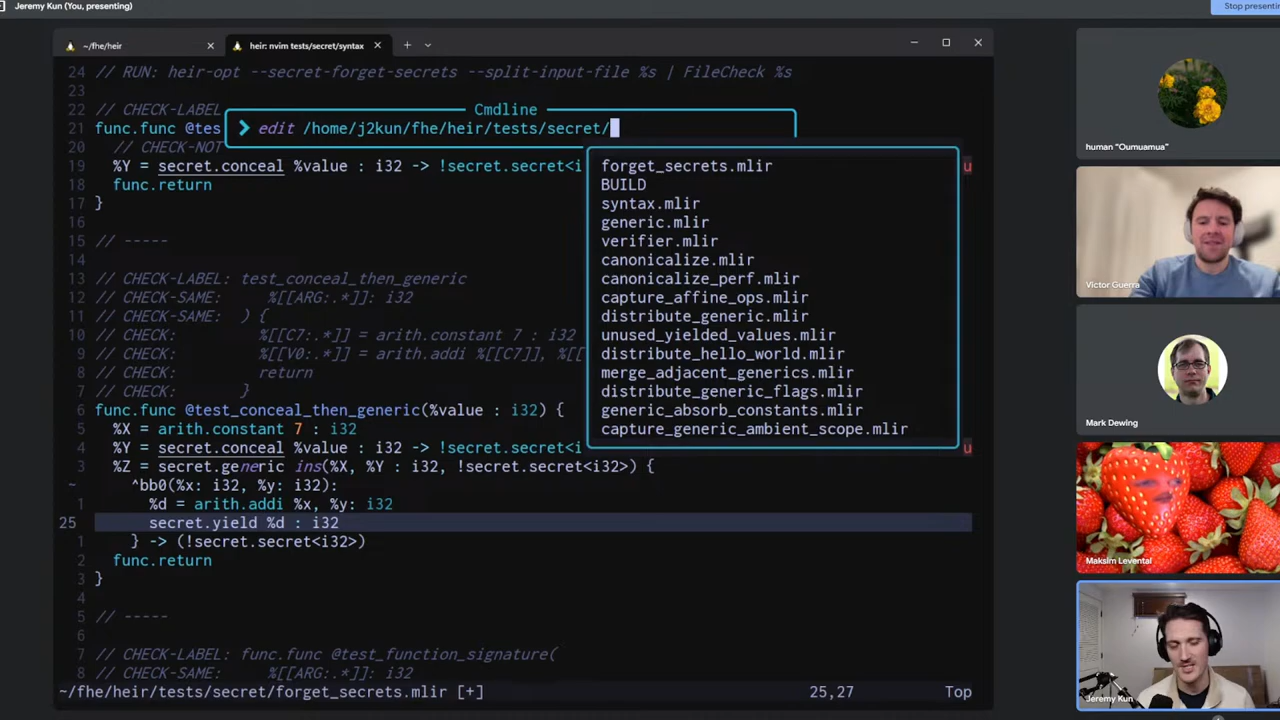 Jeremy Kun (You, presenting)
Stop presenting
~/fhe/heir
heir: nvim tests/secret/syntax
24 // RUN: heir-opt --secret-forget-secrets --split-input-file %s | FileCheck %s
23
22 // CHECK-LABEL
Cmdline
21 func.func @tes
edit /home/j2kun/fhe/heir/tests/secret/
20 // CHECK-NOT
19 %Y = secret.conceal %value : i32 -> !secret.secret<i
u
18 func.return
17 }
16
15 // -----
14
13 // CHECK-LABEL: test_conceal_then_generic
12 // CHECK-SAME: %[[ARG:.*]]: i32
11 // CHECK-SAME: ) {
10 // CHECK: %[[C7:.*]] = arith.constant 7 : i32
9 // CHECK: %[[V0:.*]] = arith.addi %[[C7]], %[[
8 // CHECK: return
7 // CHECK: }
6 func.func @test_conceal_then_generic(%value : i32) {
5 %X = arith.constant 7 : i32
4 %Y = secret.conceal %value : i32 -> !secret.secret<i
u
3 %Z = secret.generic ins(%X, %Y : i32, !secret.secret<i32>) {
~ ^bb0(%x: i32, %y: i32):
1 %d = arith.addi %x, %y: i32
25 secret.yield %d : i32
1 } -> (!secret.secret<i32>)
2 func.return
3 }
4
5 // -----
6
7 // CHECK-LABEL: func.func @test_function_signature(
8 // CHECK-SAME: %[[ARG:.*]]: i32
~/fhe/heir/tests/secret/forget_secrets.mlir [+] 25,27 Top
forget_secrets.mlir
BUILD
syntax.mlir
generic.mlir
verifier.mlir
canonicalize.mlir
canonicalize_perf.mlir
capture_affine_ops.mlir
distribute_generic.mlir
unused_yielded_values.mlir
distribute_hello_world.mlir
merge_adjacent_generics.mlir
distribute_generic_flags.mlir
generic_absorb_constants.mlir
capture_generic_ambient_scope.mlir
human "Oumuamua"
Victor Guerra
Mark Dewing
Maksim Levental
Jeremy Kun